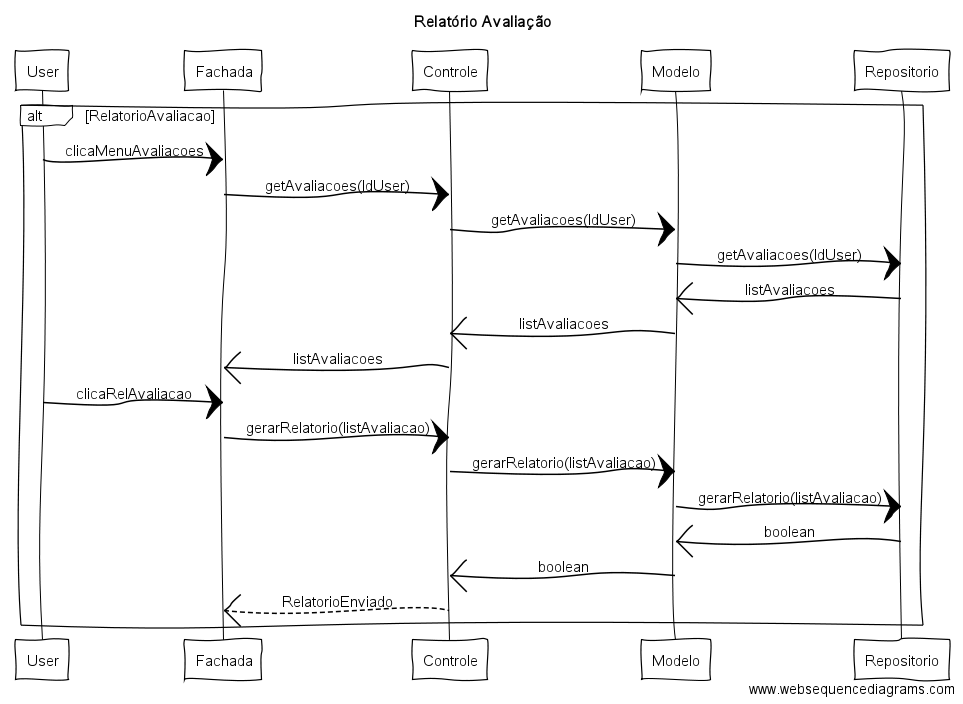 Relatório Avaliação
User Fachada Controle Modelo Repositorio
alt [RelatorioAvaliacao]
clicaMenuAvaliacoes
getAvaliacoes(IdUser)
getAvaliacoes(IdUser)
getAvaliacoes(IdUser)
listAvaliacoes
listAvaliacoes
listAvaliacoes
clicaRelAvaliacao
gerarRelatorio(listAvaliacao)
gerarRelatorio(listAvaliacao)
gerarRelatorio(listAvaliacao)
boolean
boolean
RelatorioEnviado
User Fachada Controle Modelo Repositorio
www.websequencediagrams.com